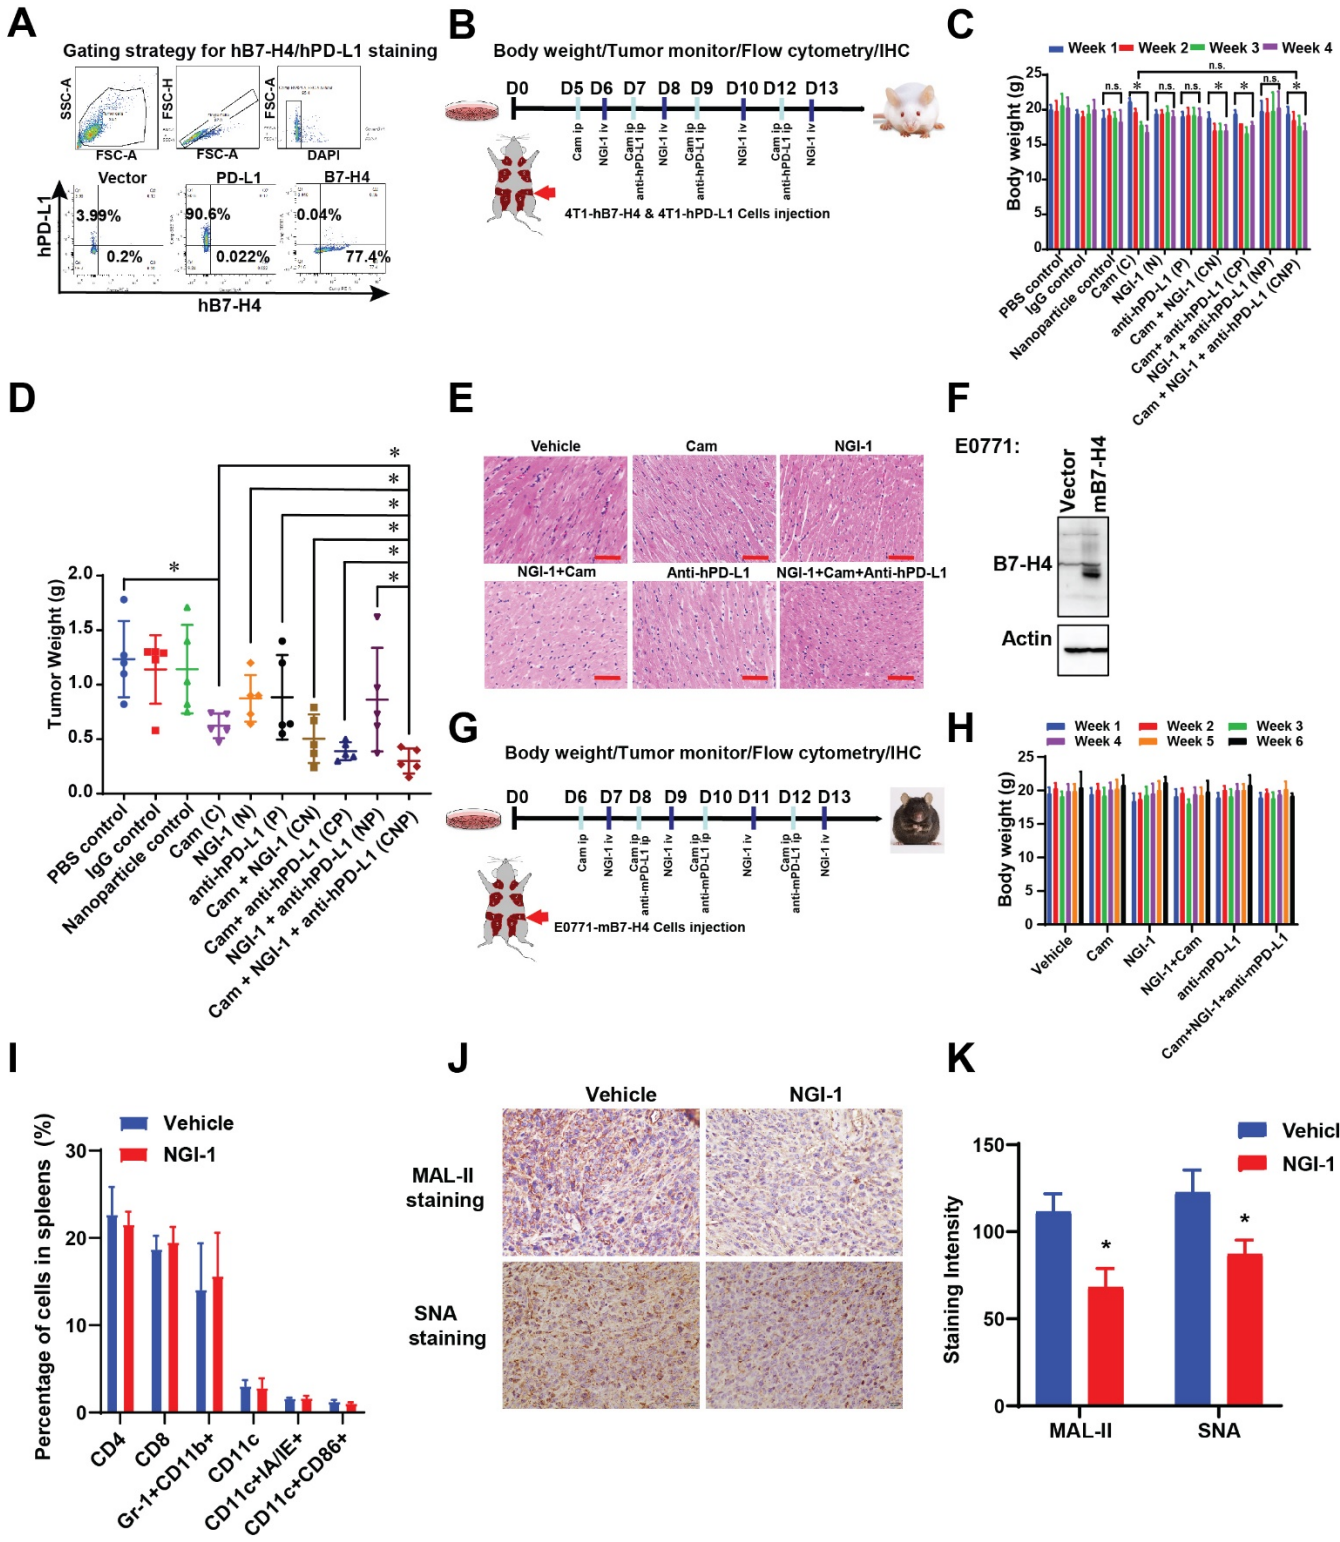 A
Gating strategy for hB7-H4/hPD-L1 staining
SSC-A
FSC-A
FSC-H
FSC-A
FSC-A
DAPI
Vector
PD-L1
B7-H4
hPD-L1
3.99%
90.6%
0.04%
0.2%
0.022%
77.4%
hB7-H4
B
Body weight/Tumor monitor/Flow cytometry/IHC
D0 D5 D6 D7 D8 D9 D10 D12 D13
Cam ip
NGI-1 iv
Cam ip
anti-hPD-L1 ip
NGI-1 iv
Cam ip
anti-hPD-L1 ip
NGI-1 iv
Cam ip
anti-hPD-L1 ip
NGI-1 iv
4T1-hB7-H4 & 4T1-hPD-L1 Cells injection
C
Week 1 Week 2 Week 3 Week 4
n.s.
n.s. * n.s. n.s. * * n.s. *
Body weight (g)
25
20
15
10
5
0
PBS control
IgG control
Nanoparticle control
Cam (C)
NGI-1 (N)
anti-hPD-L1 (P)
Cam + NGI-1 (CN)
Cam+ anti-hPD-L1 (CP)
NGI-1 + anti-hPD-L1 (NP)
Cam + NGI-1 + anti-hPD-L1 (CNP)
D
*
*
*
*
*
*
*
Tumor Weight (g)
2.0
1.5
1.0
0.5
0.0
PBS control
IgG control
Nanoparticle control
Cam (C)
NGI-1 (N)
anti-hPD-L1 (P)
Cam + NGI-1 (CN)
Cam+ anti-hPD-L1 (CP)
NGI-1 + anti-hPD-L1 (NP)
Cam + NGI-1 + anti-hPD-L1 (CNP)
E
Vehicle
Cam
NGI-1
NGI-1+Cam
Anti-hPD-L1
NGI-1+Cam+Anti-hPD-L1
F
E0771:
Vector
mB7-H4
B7-H4
Actin
G
Body weight/Tumor monitor/Flow cytometry/IHC
D0 D6 D7 D8 D9 D10 D11 D12 D13
Cam ip
NGI-1 iv
Cam ip
anti-mPD-L1 ip
NGI-1 iv
Cam ip
anti-mPD-L1 ip
NGI-1 iv
Cam ip
anti-mPD-L1 ip
NGI-1 iv
E0771-mB7-H4 Cells injection
H
Week 1 Week 2 Week 3
Week 4 Week 5 Week 6
Body weight (g)
25
20
15
10
5
0
Vehicle
Cam
NGI-1
NGI-1+Cam
anti-mPD-L1
Cam+NGI-1+anti-mPD-L1
I
Vehicle
NGI-1
Percentage of cells in spleens (%)
30
20
10
0
CD4
CD8
Gr-1+CD11b+
CD11c
CD11c+IA/IE+
CD11c+CD86+
J
Vehicle
NGI-1
MAL-II
staining
SNA
staining
K
Vehicl
NGI-1
Staining Intensity
150
100
50
0
*
*
MAL-II
SNA